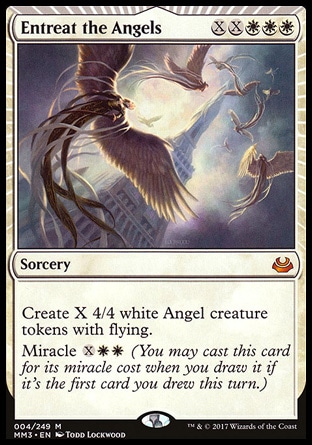 Entreat the Angels XX
Sorcery
Create X 4/4 white Angel creature
tokens with flying.
Miracle X (You may cast this card
for its miracle cost when you draw it if
it's the first card you drew this turn.)
004/249 M
MM3 • EN Todd Lockwood
™ & © 2017 Wizards of the Coast